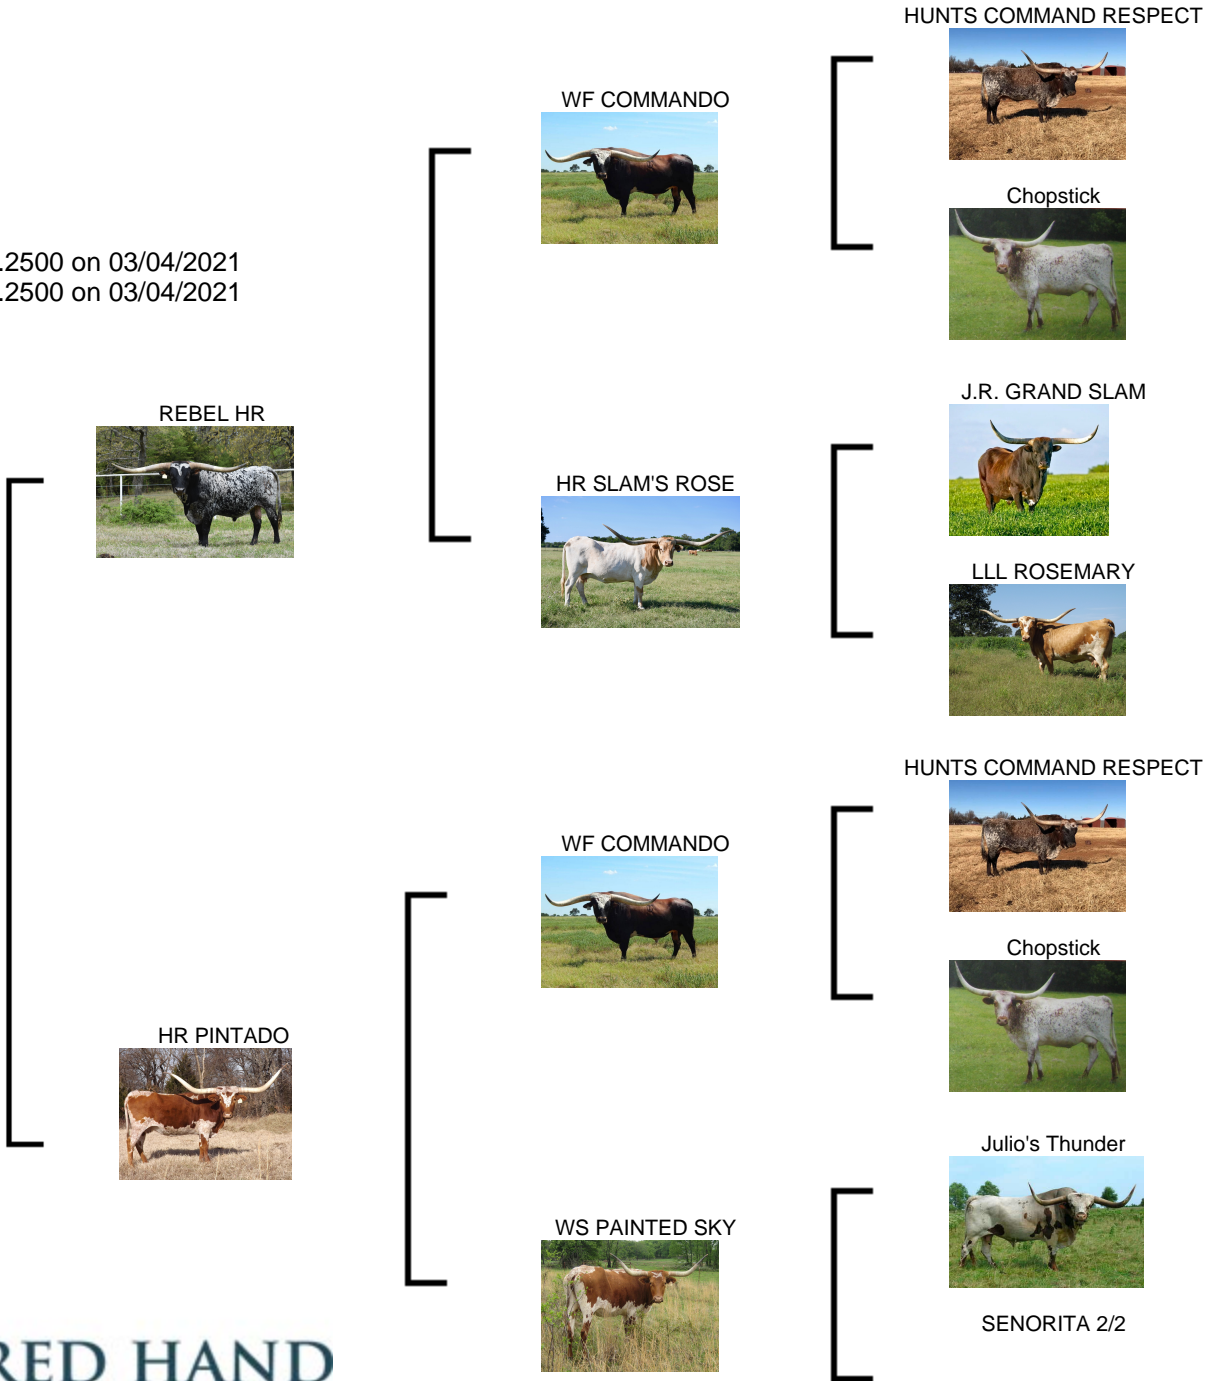 HUNTS COMMAND RESPECT
WF COMMANDO
Chopstick
.2500 on 03/04/2021
.2500 on 03/04/2021
J.R. GRAND SLAM
REBEL HR
HR SLAM'S ROSE
LLL ROSEMARY
HUNTS COMMAND RESPECT
WF COMMANDO
Chopstick
HR PINTADO
Julio's Thunder
WS PAINTED SKY
SENORITA 2/2
RED HAND